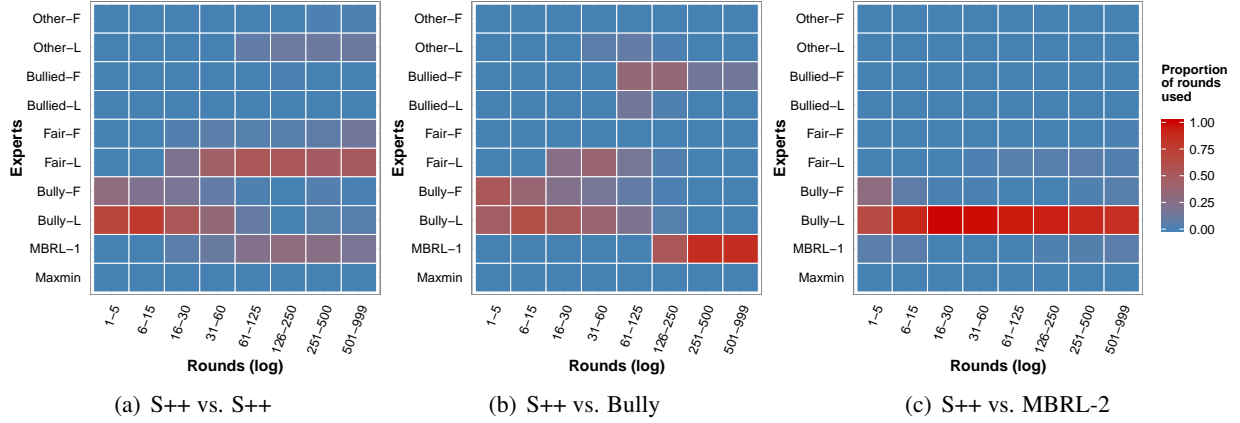 Other−F
Other−L
Bullied−F
Bullied−L
Fair−F
Fair−L
Bully−F
Bully−L
MBRL−1
Maxmin
Experts
1−5
6−15
16−30
31−60
61−125
126−250
251−500
501−999
Rounds (log)
(a) S++ vs. S++
Other−F
Other−L
Bullied−F
Bullied−L
Fair−F
Fair−L
Bully−F
Bully−L
MBRL−1
Maxmin
Experts
1−5
6−15
16−30
31−60
61−125
126−250
251−500
501−999
Rounds (log)
(b) S++ vs. Bully
Other−F
Other−L
Bullied−F
Bullied−L
Fair−F
Fair−L
Bully−F
Bully−L
MBRL−1
Maxmin
Experts
1−5
6−15
16−30
31−60
61−125
126−250
251−500
501−999
Rounds (log)
(c) S++ vs. MBRL-2
Proportion
of rounds
used
1.00
0.75
0.50
0.25
0.00